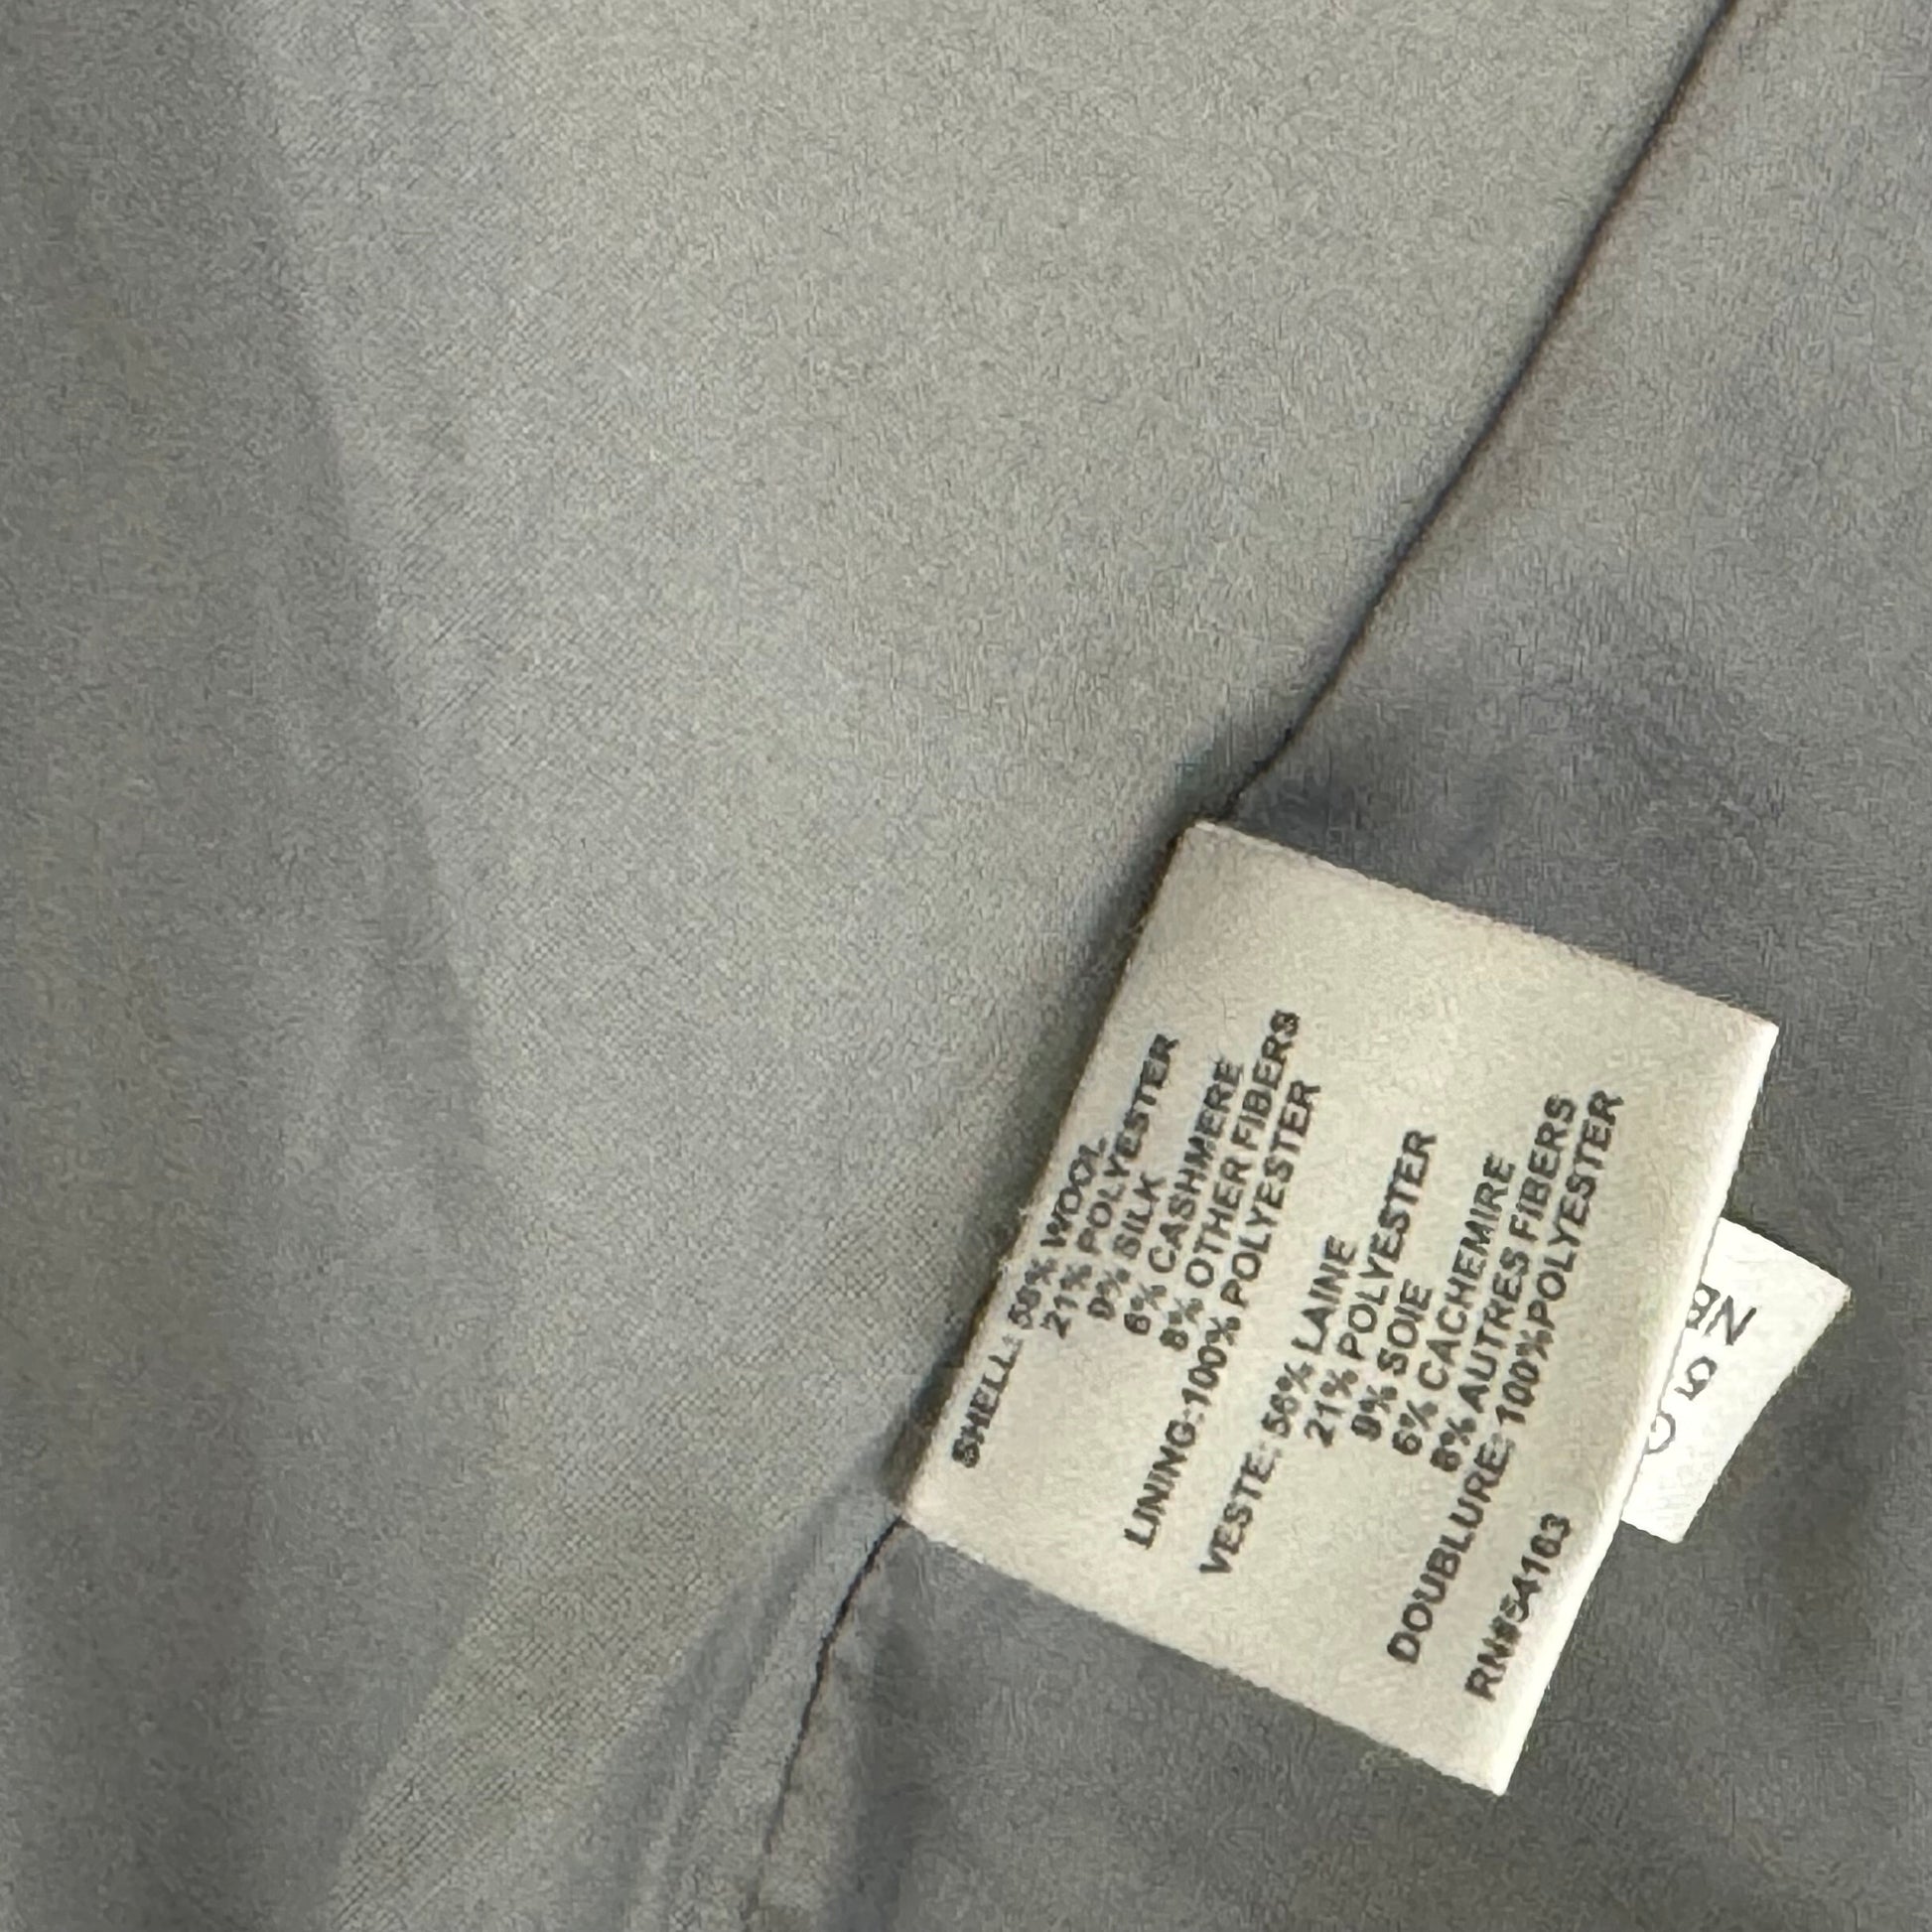 SHELL: 56% WOOL
21% POLYESTER
9% SILK
6% CASHMERE
8% OTHER FIBERS
LINING:100% POLYESTER
VESTE: 56% LAINE
21% POLYESTER
9% SOIE
6% CACHEMIRE
8% AUTRES FIBERS
DOUBLURE: 100%POLYESTER
RN#54163